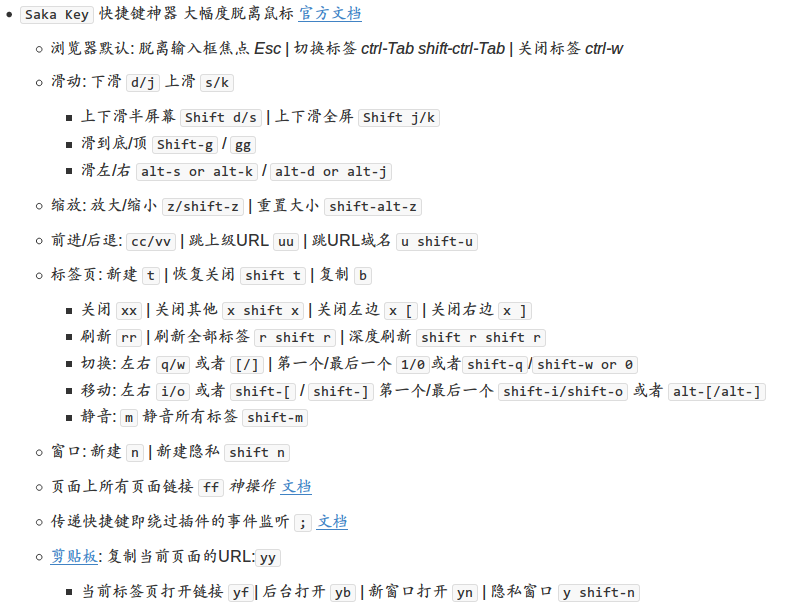 Saka Key 快捷键神器 大幅度脱离鼠标 官方文档
浏览器默认: 脱离输入框焦点 Esc | 切换标签 ctrl-Tab shift-ctrl-Tab | 关闭标签 ctrl-w
滑动: 下滑 d/j 上滑 s/k
上下滑半屏幕 Shift d/s | 上下滑全屏 Shift j/k
滑到底/顶 Shift-g / gg
滑左/右 alt-s or alt-k / alt-d or alt-j
缩放: 放大/缩小 z/shift-z | 重置大小 shift-alt-z
前进/后退: cc/vv | 跳上级URL uu | 跳URL域名 u shift-u
标签页: 新建 t | 恢复关闭 shift t | 复制 b
关闭 xx | 关闭其他 x shift x | 关闭左边 x [ | 关闭右边 x ]
刷新 rr | 刷新全部标签 r shift r | 深度刷新 shift r shift r
切换: 左右 q/w 或者 [/] | 第一个/最后一个 1/0 或者 shift-q / shift-w or 0
移动: 左右 i/o 或者 shift-[ / shift-] 第一个/最后一个 shift-i/shift-o 或者 alt-[/alt-]
静音: m 静音所有标签 shift-m
窗口: 新建 n | 新建隐私 shift n
页面上所有页面链接 ff 神操作 文档
传递快捷键即绕过插件的事件监听 ; 文档
剪贴板: 复制当前页面的URL: yy
当前标签页打开链接 yf | 后台打开 yb | 新窗口打开 yn | 隐私窗口 y shift-n